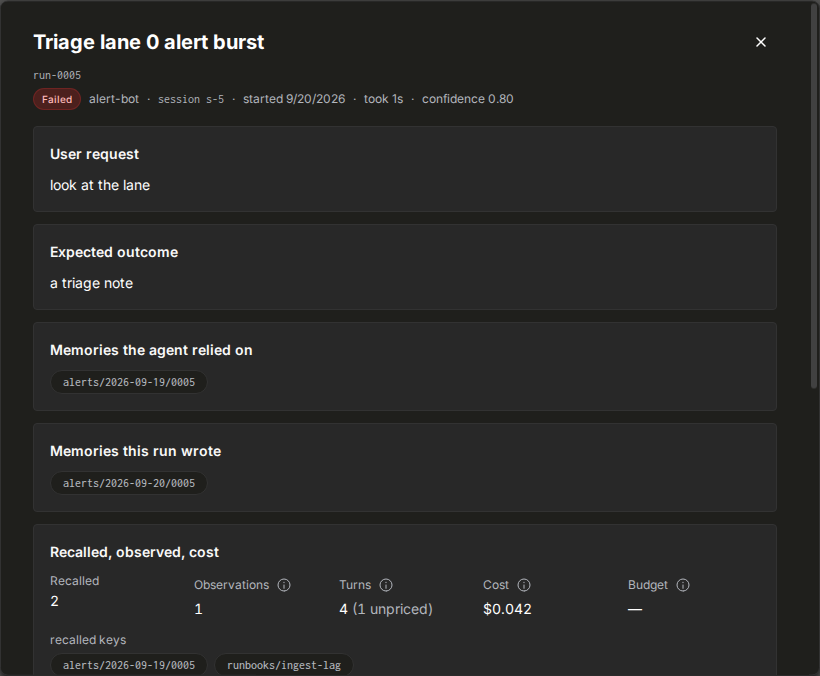 Triage lane 0 alert burst
run-0005
Failed alert-bot · session s-5 · started 9/20/2026 · took 1s · confidence 0.80
User request
look at the lane
Expected outcome
a triage note
Memories the agent relied on
alerts/2026-09-19/0005
Memories this run wrote
alerts/2026-09-20/0005
Recalled, observed, cost
Recalled Observations Turns Cost Budget
2 1 4 (1 unpriced) $0.042 —
recalled keys
alerts/2026-09-19/0005 runbooks/ingest-lag